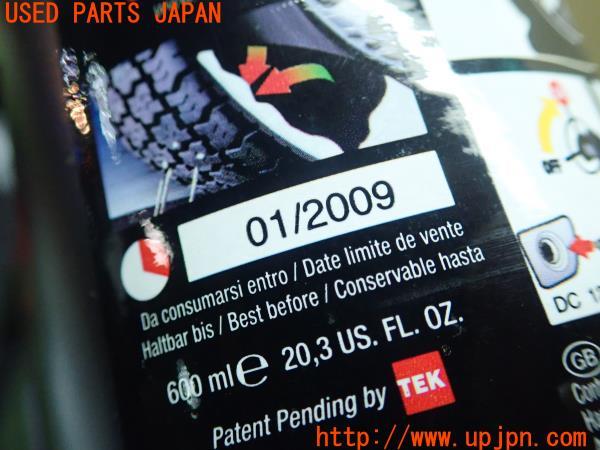 USED PARTS JAPAN
OFF
01/2009
Da consumarsi entro / Date limite de vente
Haltbar bis / Best before / Conservable hasta
DC
600 ml e 20,3 US. FL. OZ.
GB
Patent Pending by TEK
http://www.upjpn.com/